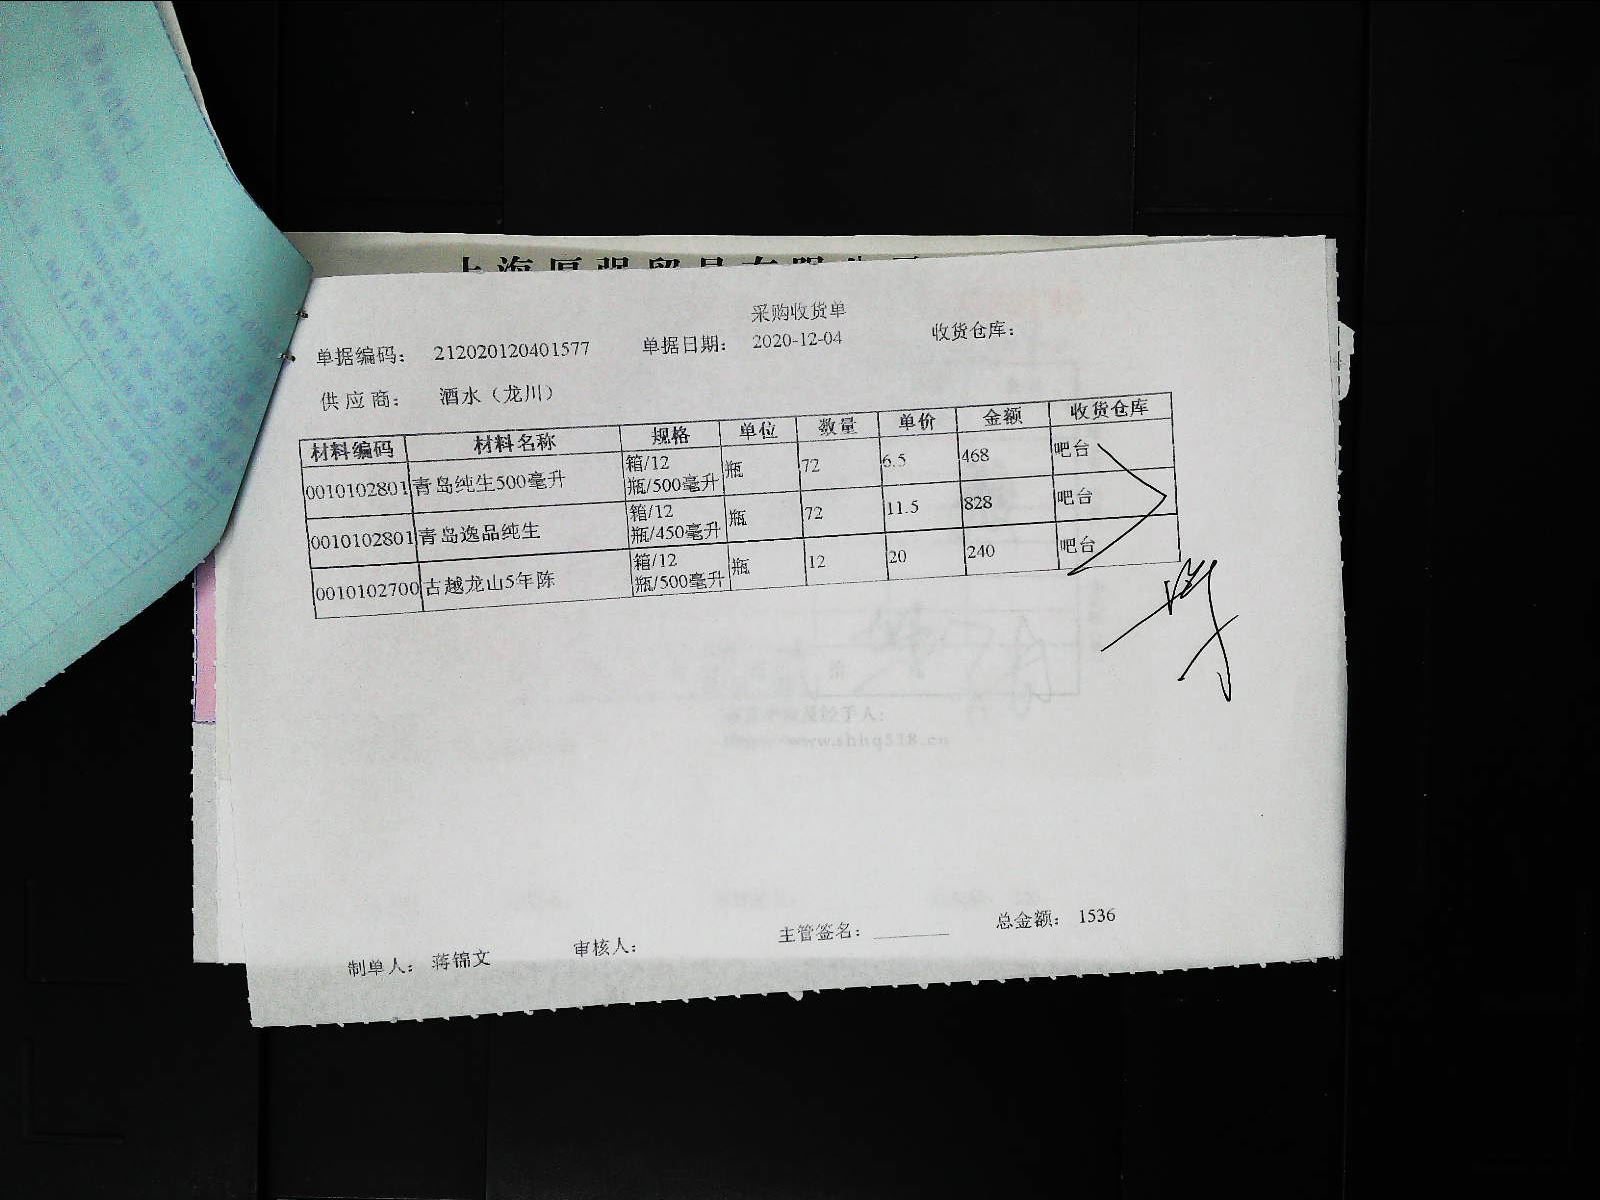 采购收货单
单据编码： 212020120401577 单据日期： 2020-12-04 收货仓库：
供应商： 酒水（龙川）
材料编码 材料名称 规格 单位 数量 单价 金额 收货仓库
0010102801 青岛纯生500毫升 箱/12瓶/500毫升 瓶 72 6.5 468 吧台
0010102801 青岛逸品纯生 箱/12瓶/450毫升 瓶 72 11.5 828 吧台
0010102700 古越龙山5年陈 箱/12瓶/500毫升 瓶 12 20 240 吧台
经手人：
www.shhq518.cn
制单人： 蒋锦文 审核人： 主管签名： 总金额： 1536